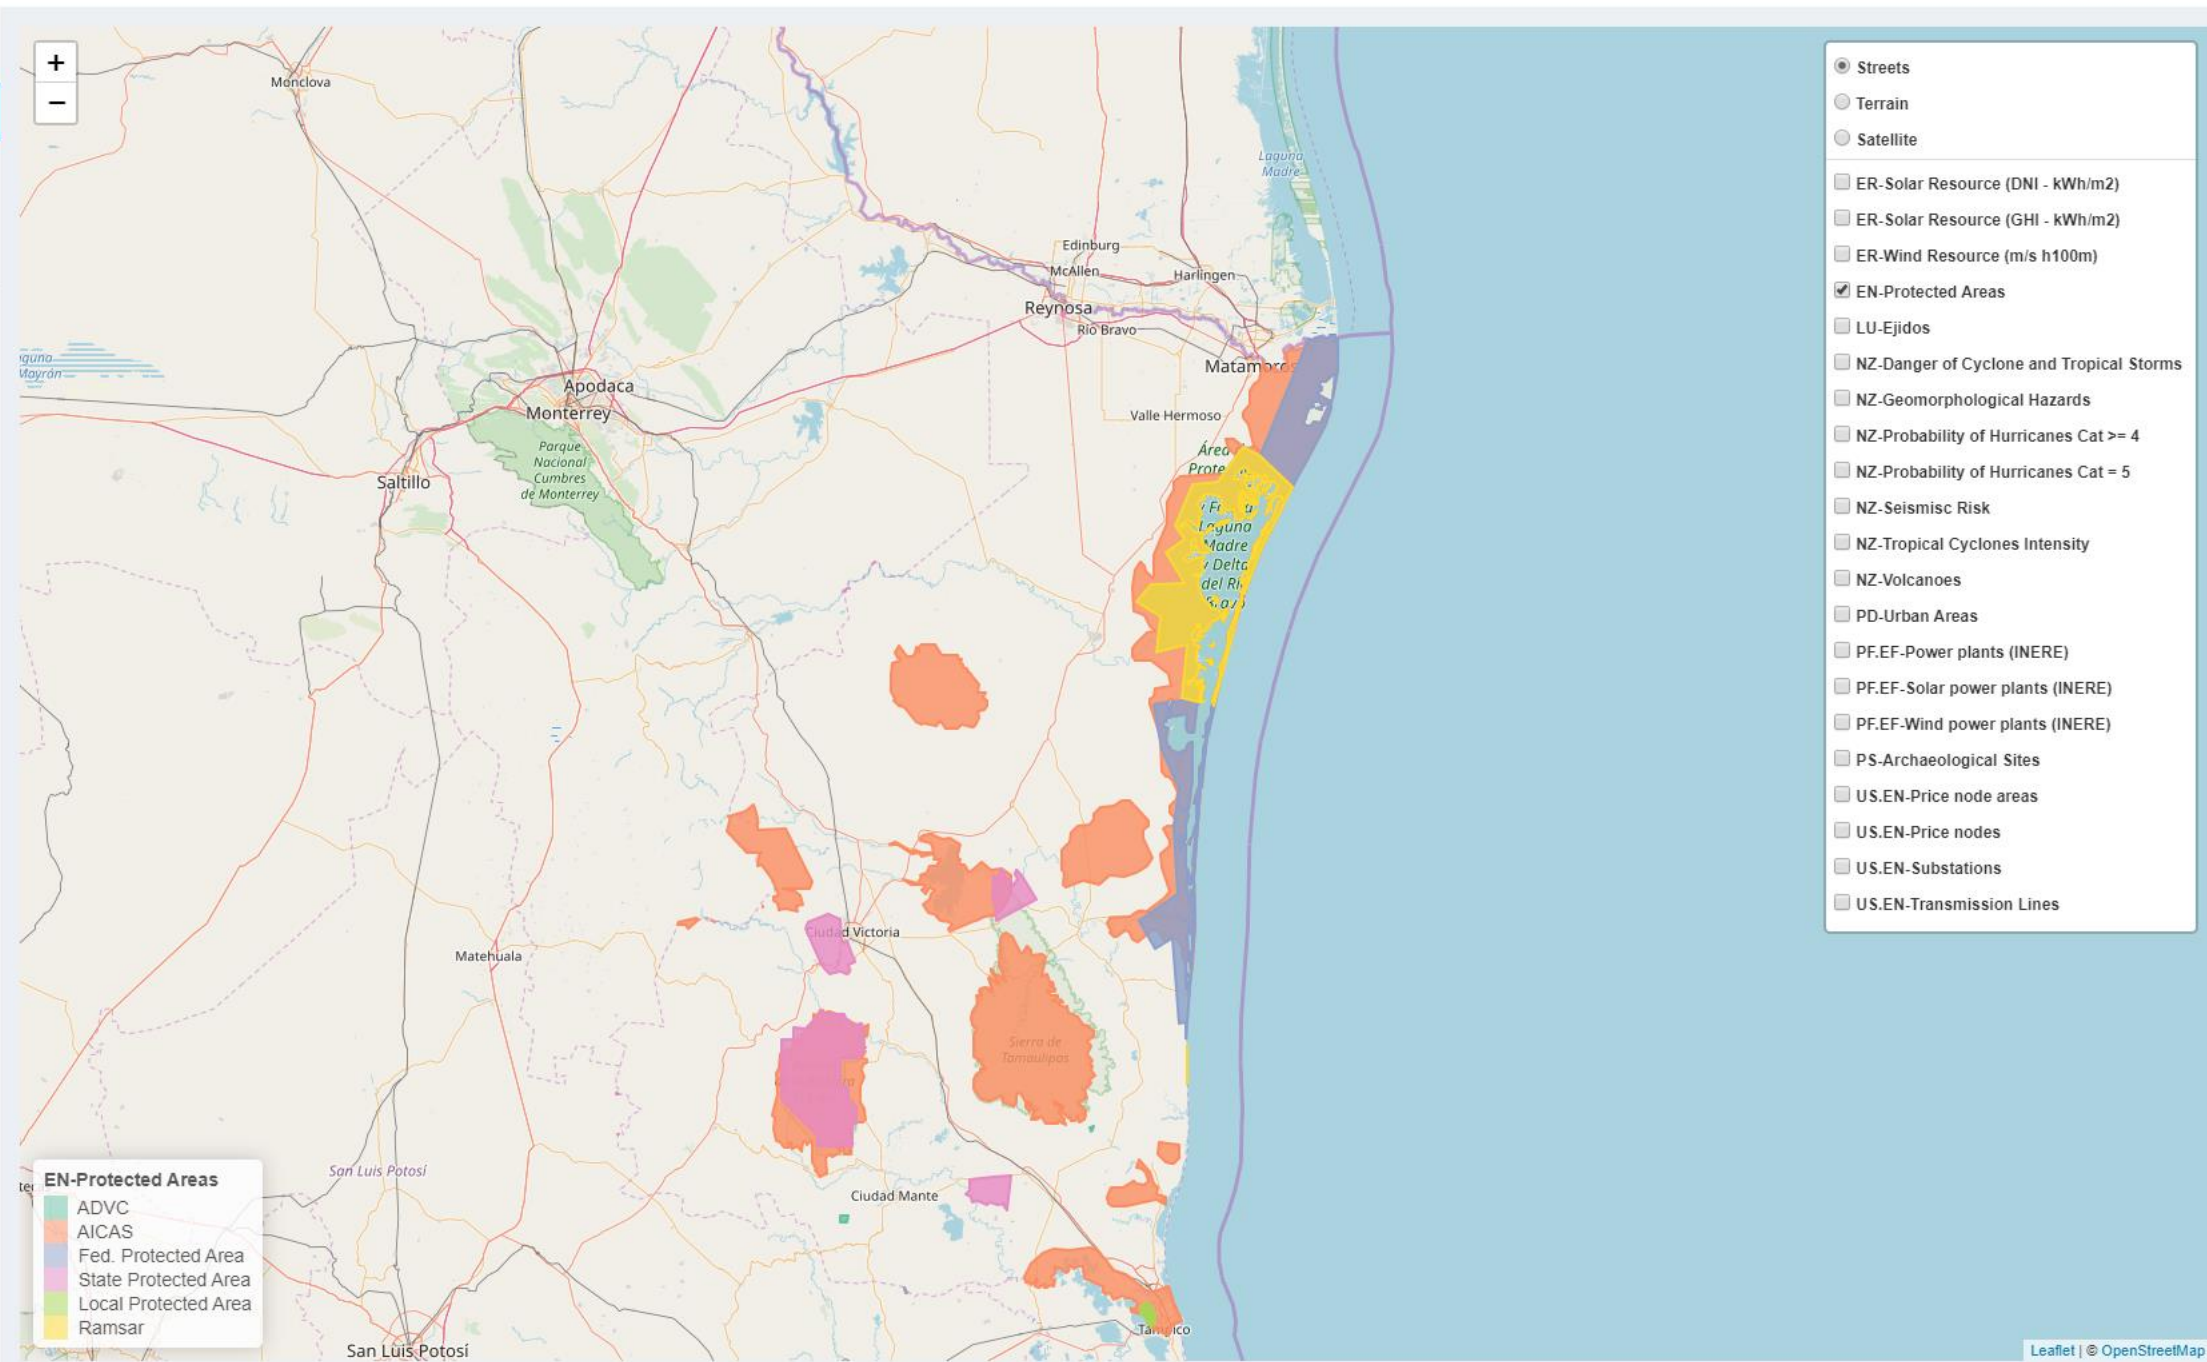 +
−
Monclova
Laguna
Madre
Edinburg
McAllen
Harlingen
Reynosa
Río Bravo
Matamoros
Mayrán
Apodaca
Monterrey
Valle Hermoso
Parque
Nacional
Cumbres
de Monterrey
Saltillo
Área
Laguna
Madre
y Delta
del
Ciudad Victoria
Matehuala
Sierra de
Tamaulipas
San Luis Potosí
Ciudad Mante
Tampico
San Luis Potosí
Streets
Terrain
Satellite
ER-Solar Resource (DNI - kWh/m2)
ER-Solar Resource (GHI - kWh/m2)
ER-Wind Resource (m/s h100m)
EN-Protected Areas
LU-Ejidos
NZ-Danger of Cyclone and Tropical Storms
NZ-Geomorphological Hazards
NZ-Probability of Hurricanes Cat >= 4
NZ-Probability of Hurricanes Cat = 5
NZ-Seismisc Risk
NZ-Tropical Cyclones Intensity
NZ-Volcanoes
PD-Urban Areas
PF.EF-Power plants (INERE)
PF.EF-Solar power plants (INERE)
PF.EF-Wind power plants (INERE)
PS-Archaeological Sites
US.EN-Price node areas
US.EN-Price nodes
US.EN-Substations
US.EN-Transmission Lines
EN-Protected Areas
ADVC
AICAS
Fed. Protected Area
State Protected Area
Local Protected Area
Ramsar
Leaflet | © OpenStreetMap